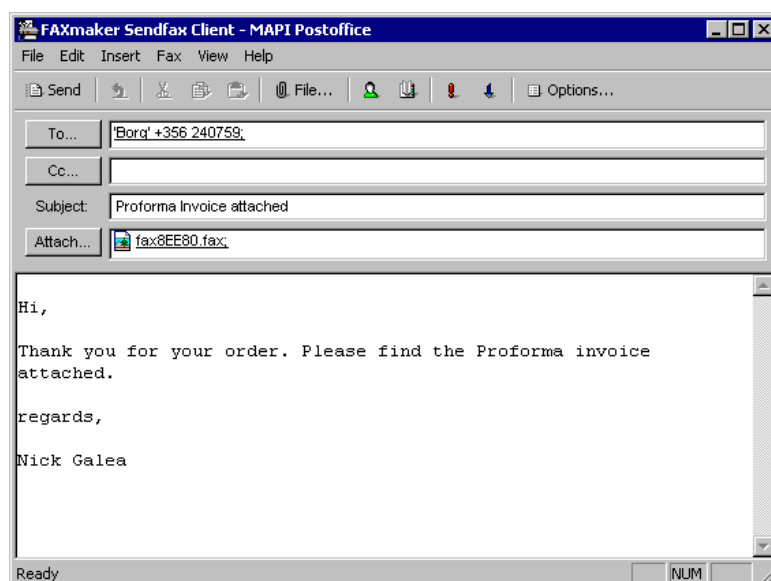 FAXmaker Sendfax Client - MAPI Postoffice
File Edit Insert Fax View Help
Send File... Options...
To... 'Borg' +356 240759;
Cc...
Subject: Proforma Invoice attached
Attach... fax8EE80.fax;
Hi,
Thank you for your order. Please find the Proforma invoice
attached.
regards,
Nick Galea
Ready NUM